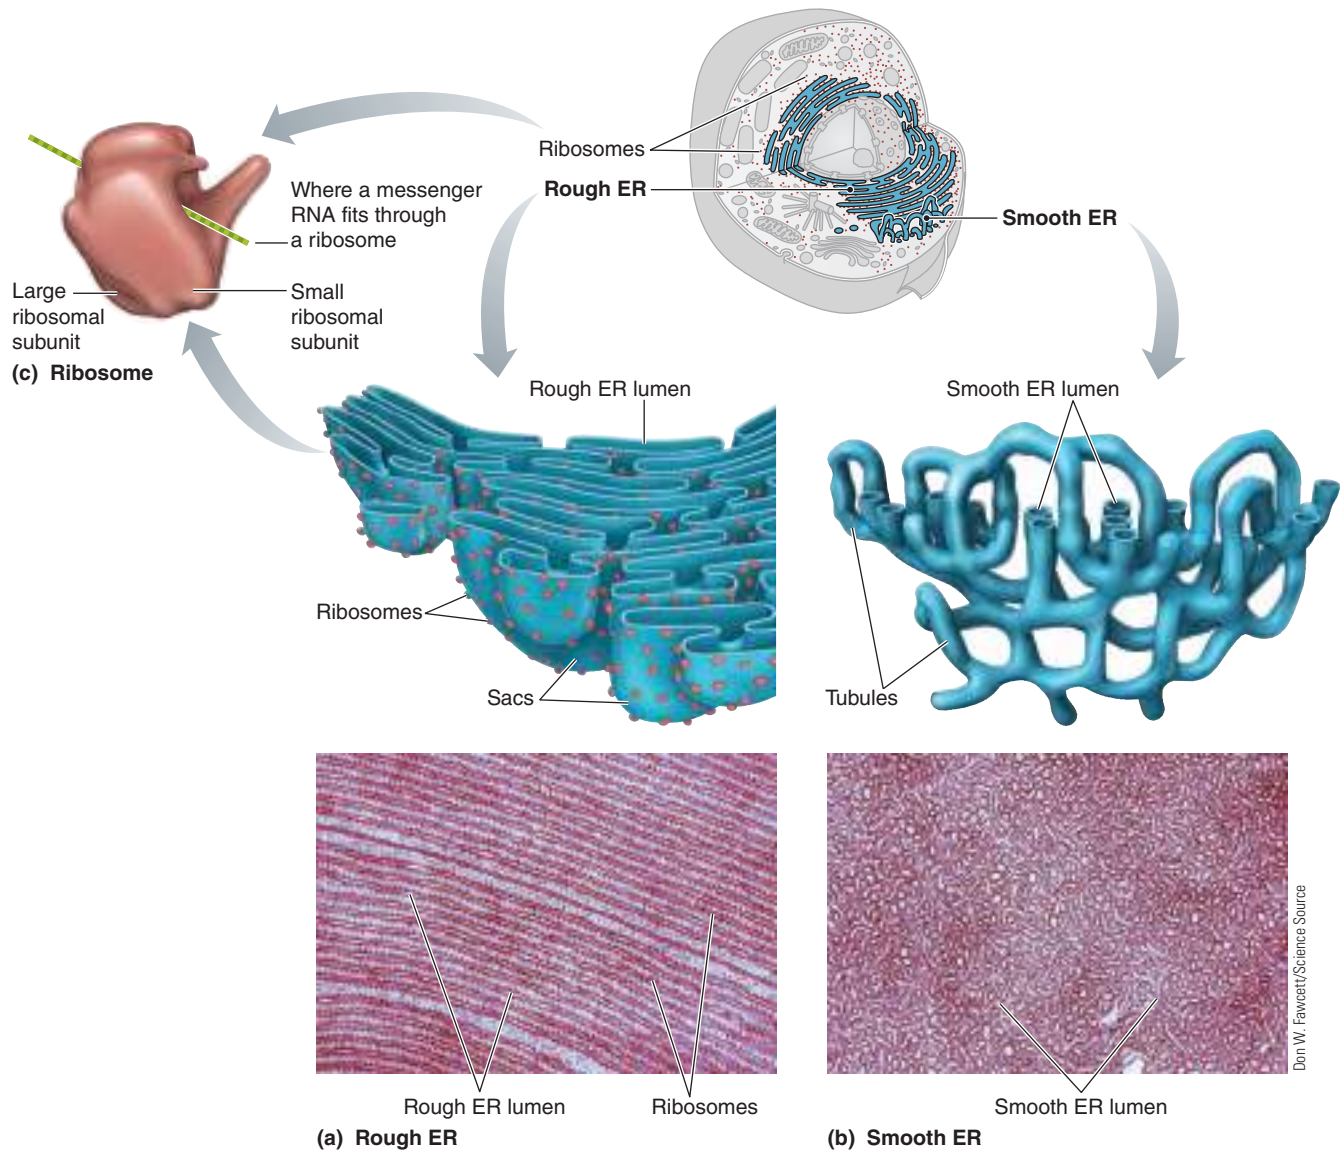 Ribosomes
Rough ER
Smooth ER
Where a messenger
RNA fits through
a ribosome
Large
ribosomal
subunit
Small
ribosomal
subunit
(c) Ribosome
Rough ER lumen
Smooth ER lumen
Ribosomes
Sacs
Tubules
Don W. Fawcett/Science Source
Rough ER lumen
Ribosomes
Smooth ER lumen
(a) Rough ER
(b) Smooth ER